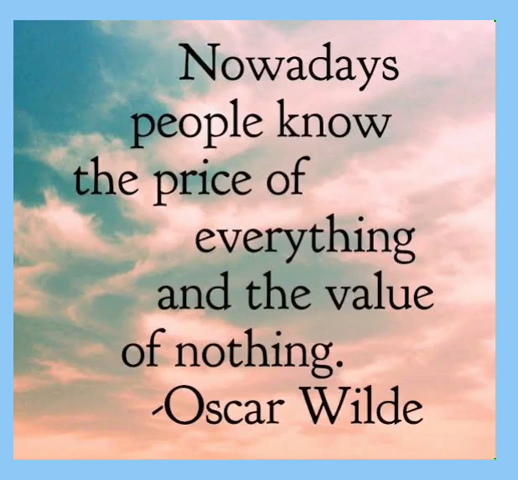 Nowadays
people know
the price of
everything
and the value
of nothing.
-Oscar Wilde